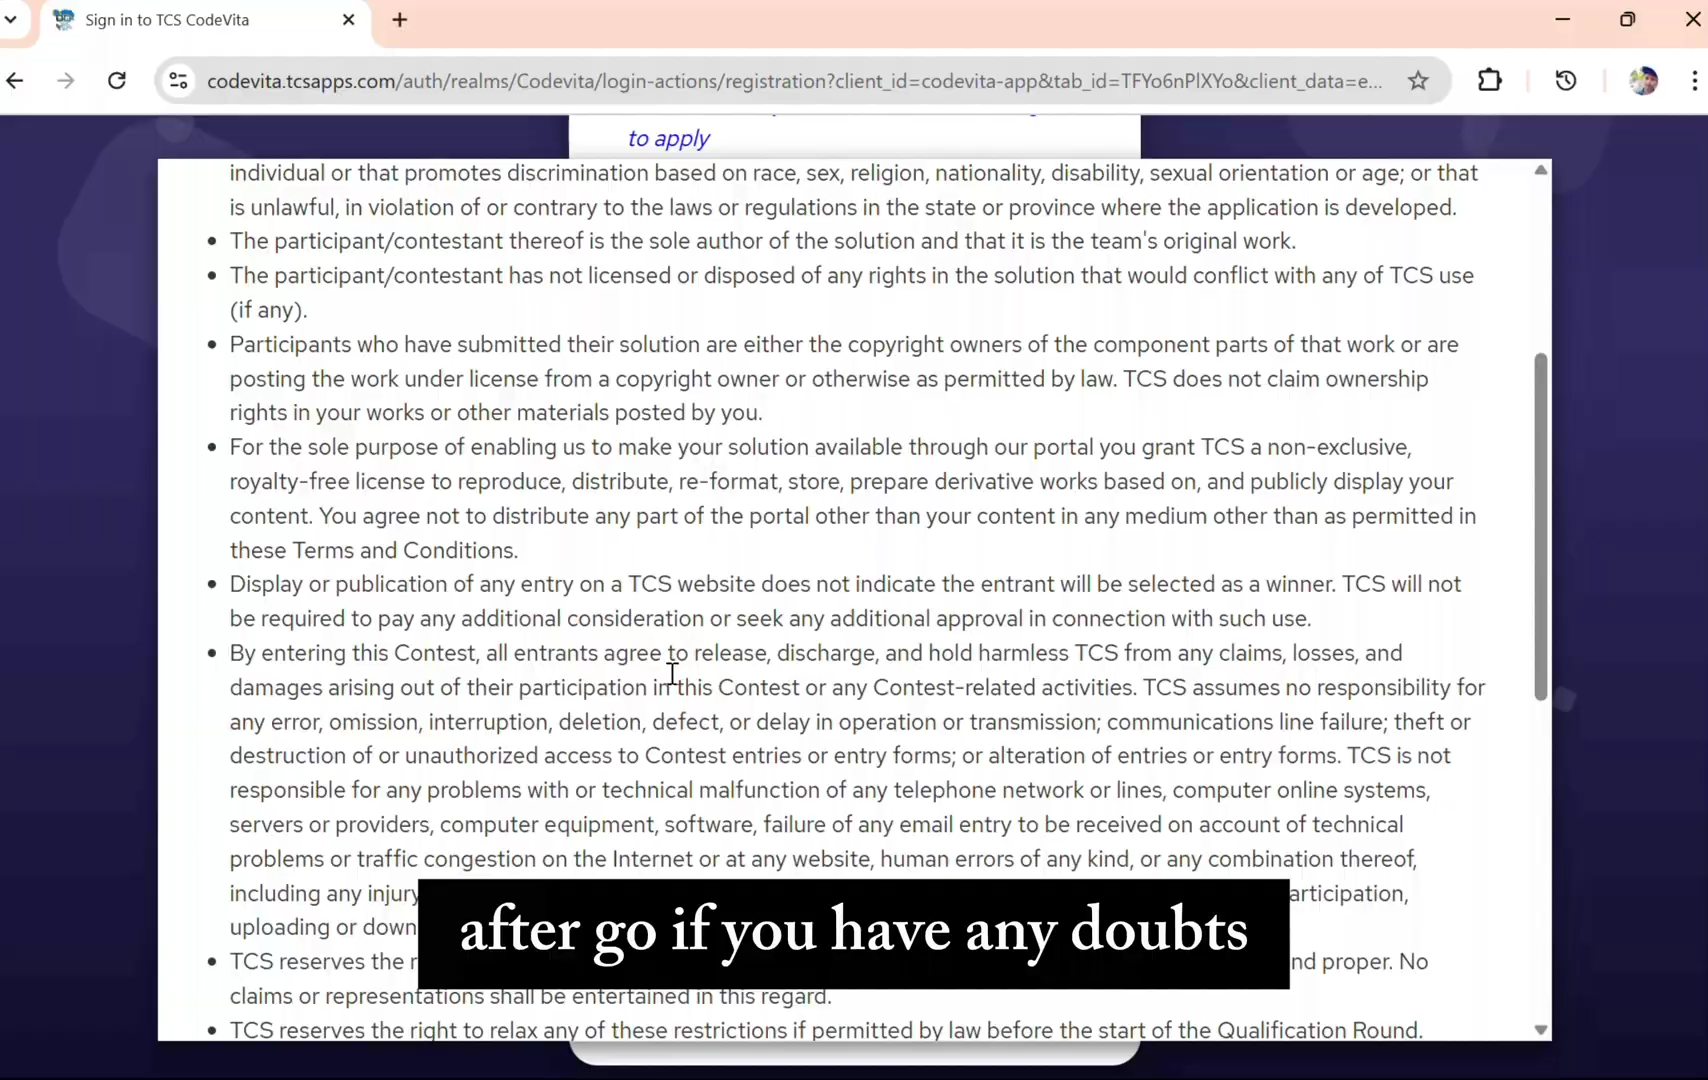 Sign in to TCS CodeVita
codevita.tcsapps.com/auth/realms/Codevita/login-actions/registration?client_id=codevita-app&tab_id=TFYo6nPlXYo&client_data=e...
to apply
individual or that promotes discrimination based on race, sex, religion, nationality, disability, sexual orientation or age; or that
is unlawful, in violation of or contrary to the laws or regulations in the state or province where the application is developed.
• The participant/contestant thereof is the sole author of the solution and that it is the team's original work.
• The participant/contestant has not licensed or disposed of any rights in the solution that would conflict with any of TCS use
(if any).
• Participants who have submitted their solution are either the copyright owners of the component parts of that work or are
posting the work under license from a copyright owner or otherwise as permitted by law. TCS does not claim ownership
rights in your works or other materials posted by you.
• For the sole purpose of enabling us to make your solution available through our portal you grant TCS a non-exclusive,
royalty-free license to reproduce, distribute, re-format, store, prepare derivative works based on, and publicly display your
content. You agree not to distribute any part of the portal other than your content in any medium other than as permitted in
these Terms and Conditions.
• Display or publication of any entry on a TCS website does not indicate the entrant will be selected as a winner. TCS will not
be required to pay any additional consideration or seek any additional approval in connection with such use.
• By entering this Contest, all entrants agree to release, discharge, and hold harmless TCS from any claims, losses, and
damages arising out of their participation in this Contest or any Contest-related activities. TCS assumes no responsibility for
any error, omission, interruption, deletion, defect, or delay in operation or transmission; communications line failure; theft or
destruction of or unauthorized access to Contest entries or entry forms; or alteration of entries or entry forms. TCS is not
responsible for any problems with or technical malfunction of any telephone network or lines, computer online systems,
servers or providers, computer equipment, software, failure of any email entry to be received on account of technical
problems or traffic congestion on the Internet or at any website, human errors of any kind, or any combination thereof,
including any injury articipation,
uploading or down
• TCS reserves the r nd proper. No
claims or representations shall be entertained in this regard.
• TCS reserves the right to relax any of these restrictions if permitted by law before the start of the Qualification Round.
after go if you have any doubts